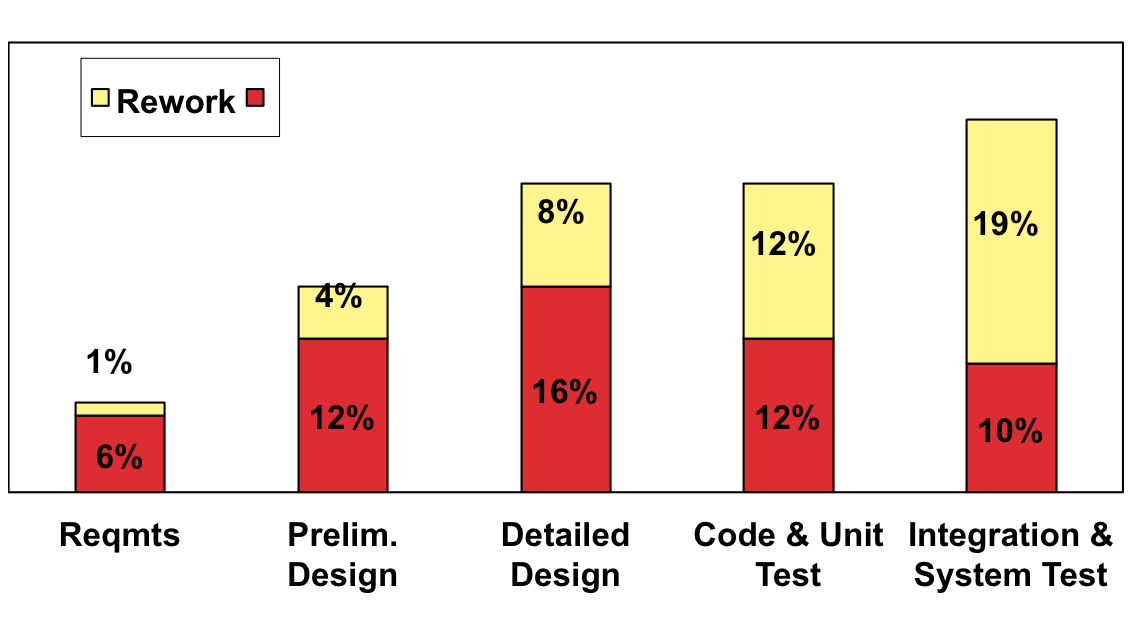 Rework
19%
8%
12%
4%
1%
16%
12%
12%
10%
6%
Reqmts
Prelim.
Design
Detailed
Design
Code & Unit
Test
Integration &
System Test